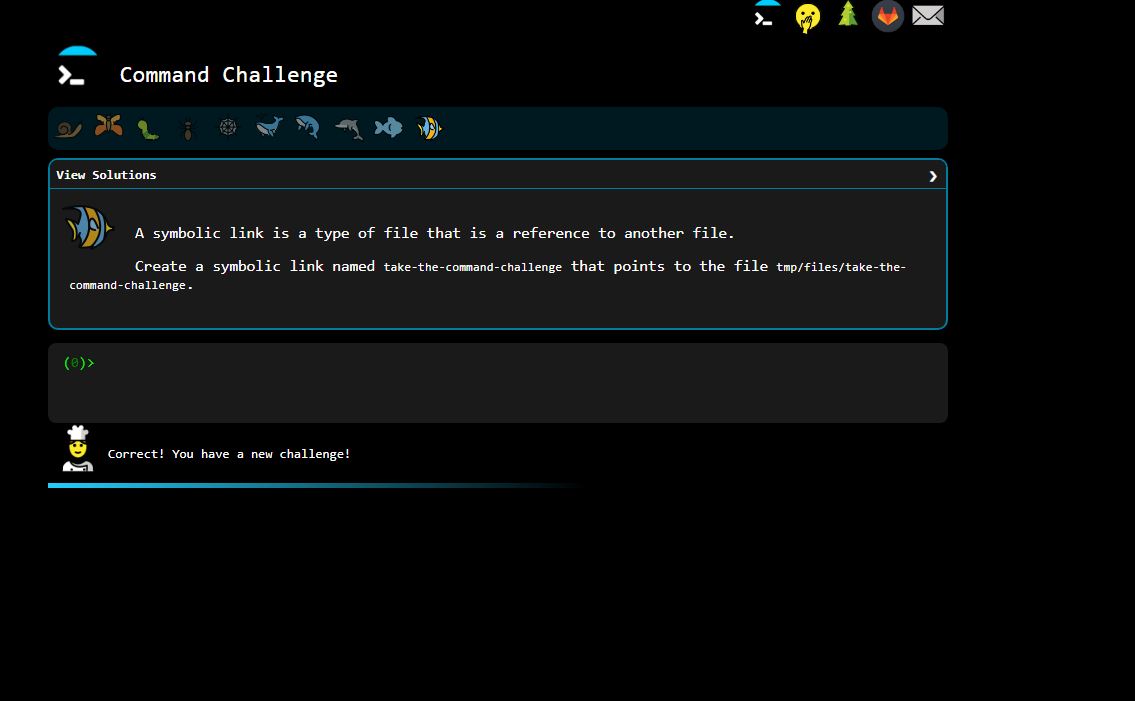 Command Challenge
View Solutions
A symbolic link is a type of file that is a reference to another file.
Create a symbolic link named take-the-command-challenge that points to the file tmp/files/take-the-
command-challenge.
(0)>
Correct! You have a new challenge!